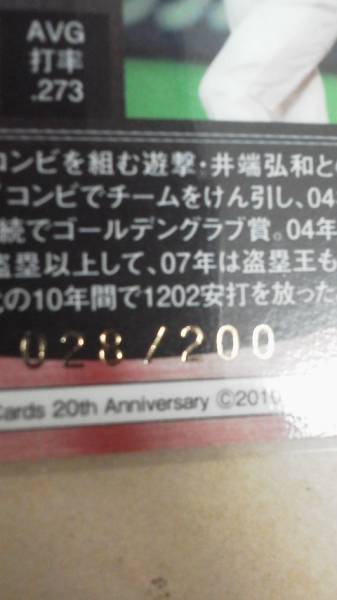 AVG
打率
.273
コンビを組む遊撃・井端弘和と
コンビでチームをけん引し、04
続でゴールデングラブ賞。04年
盗塁以上して、07年は盗塁王も
の10年間で1202安打を放った
028/200
Cards 20th Anniversary ©2010